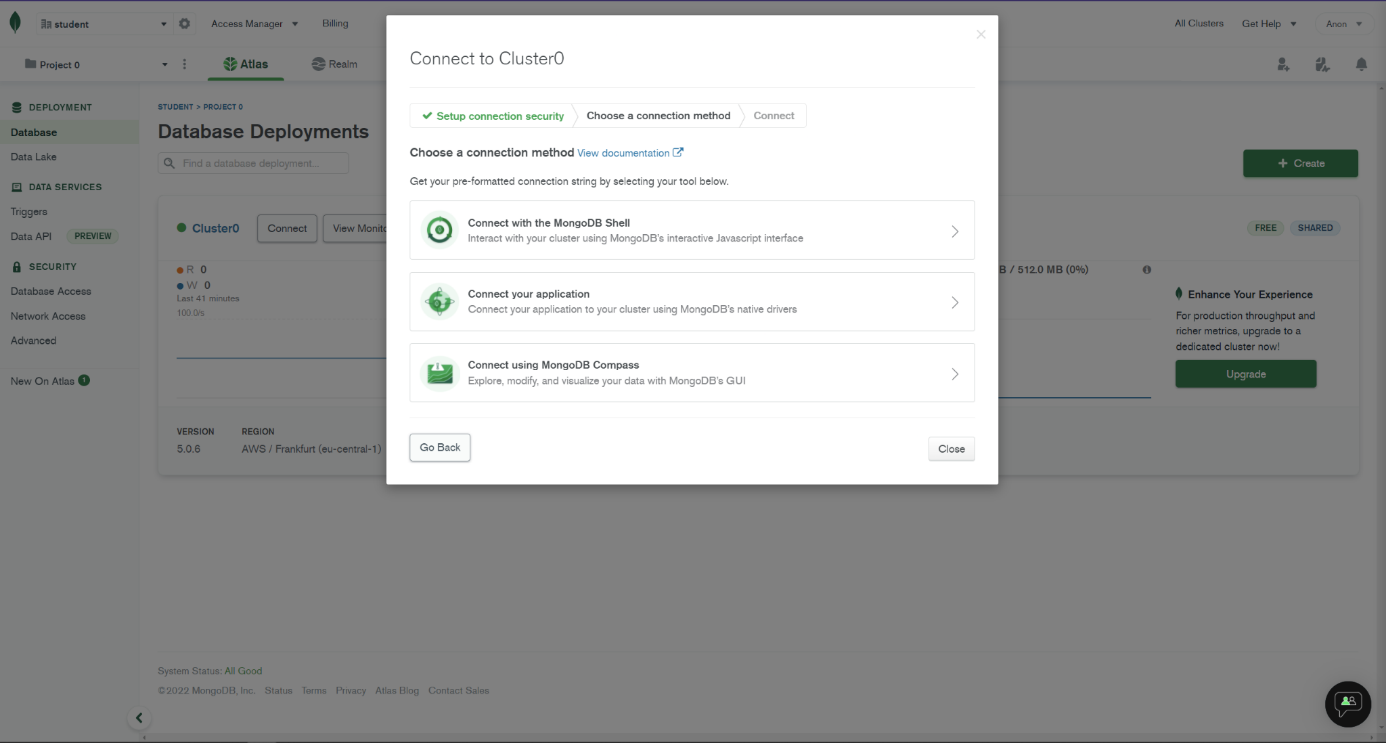 student
Access Manager
Billing
All Clusters
Get Help
Anon
Project 0
Atlas
Realm
DEPLOYMENT
Database
Data Lake
DATA SERVICES
Triggers
Data API PREVIEW
SECURITY
Database Access
Network Access
Advanced
New On Atlas 1
STUDENT > PROJECT 0
Database Deployments
Find a database deployment...
+ Create
Cluster0
Connect
View Monito
FREE
SHARED
R 0
W 0
Last 41 minutes
100.0/s
B / 512.0 MB (0%)
Enhance Your Experience
For production throughput and
richer metrics, upgrade to a
dedicated cluster now!
Upgrade
VERSION
5.0.6
REGION
AWS / Frankfurt (eu-central-1)
Connect to Cluster0
Setup connection security
Choose a connection method
Connect
Choose a connection method View documentation
Get your pre-formatted connection string by selecting your tool below.
Connect with the MongoDB Shell
Interact with your cluster using MongoDB's interactive Javascript interface
Connect your application
Connect your application to your cluster using MongoDB's native drivers
Connect using MongoDB Compass
Explore, modify, and visualize your data with MongoDB's GUI
Go Back
Close
System Status: All Good
©2022 MongoDB, Inc. Status Terms Privacy Atlas Blog Contact Sales